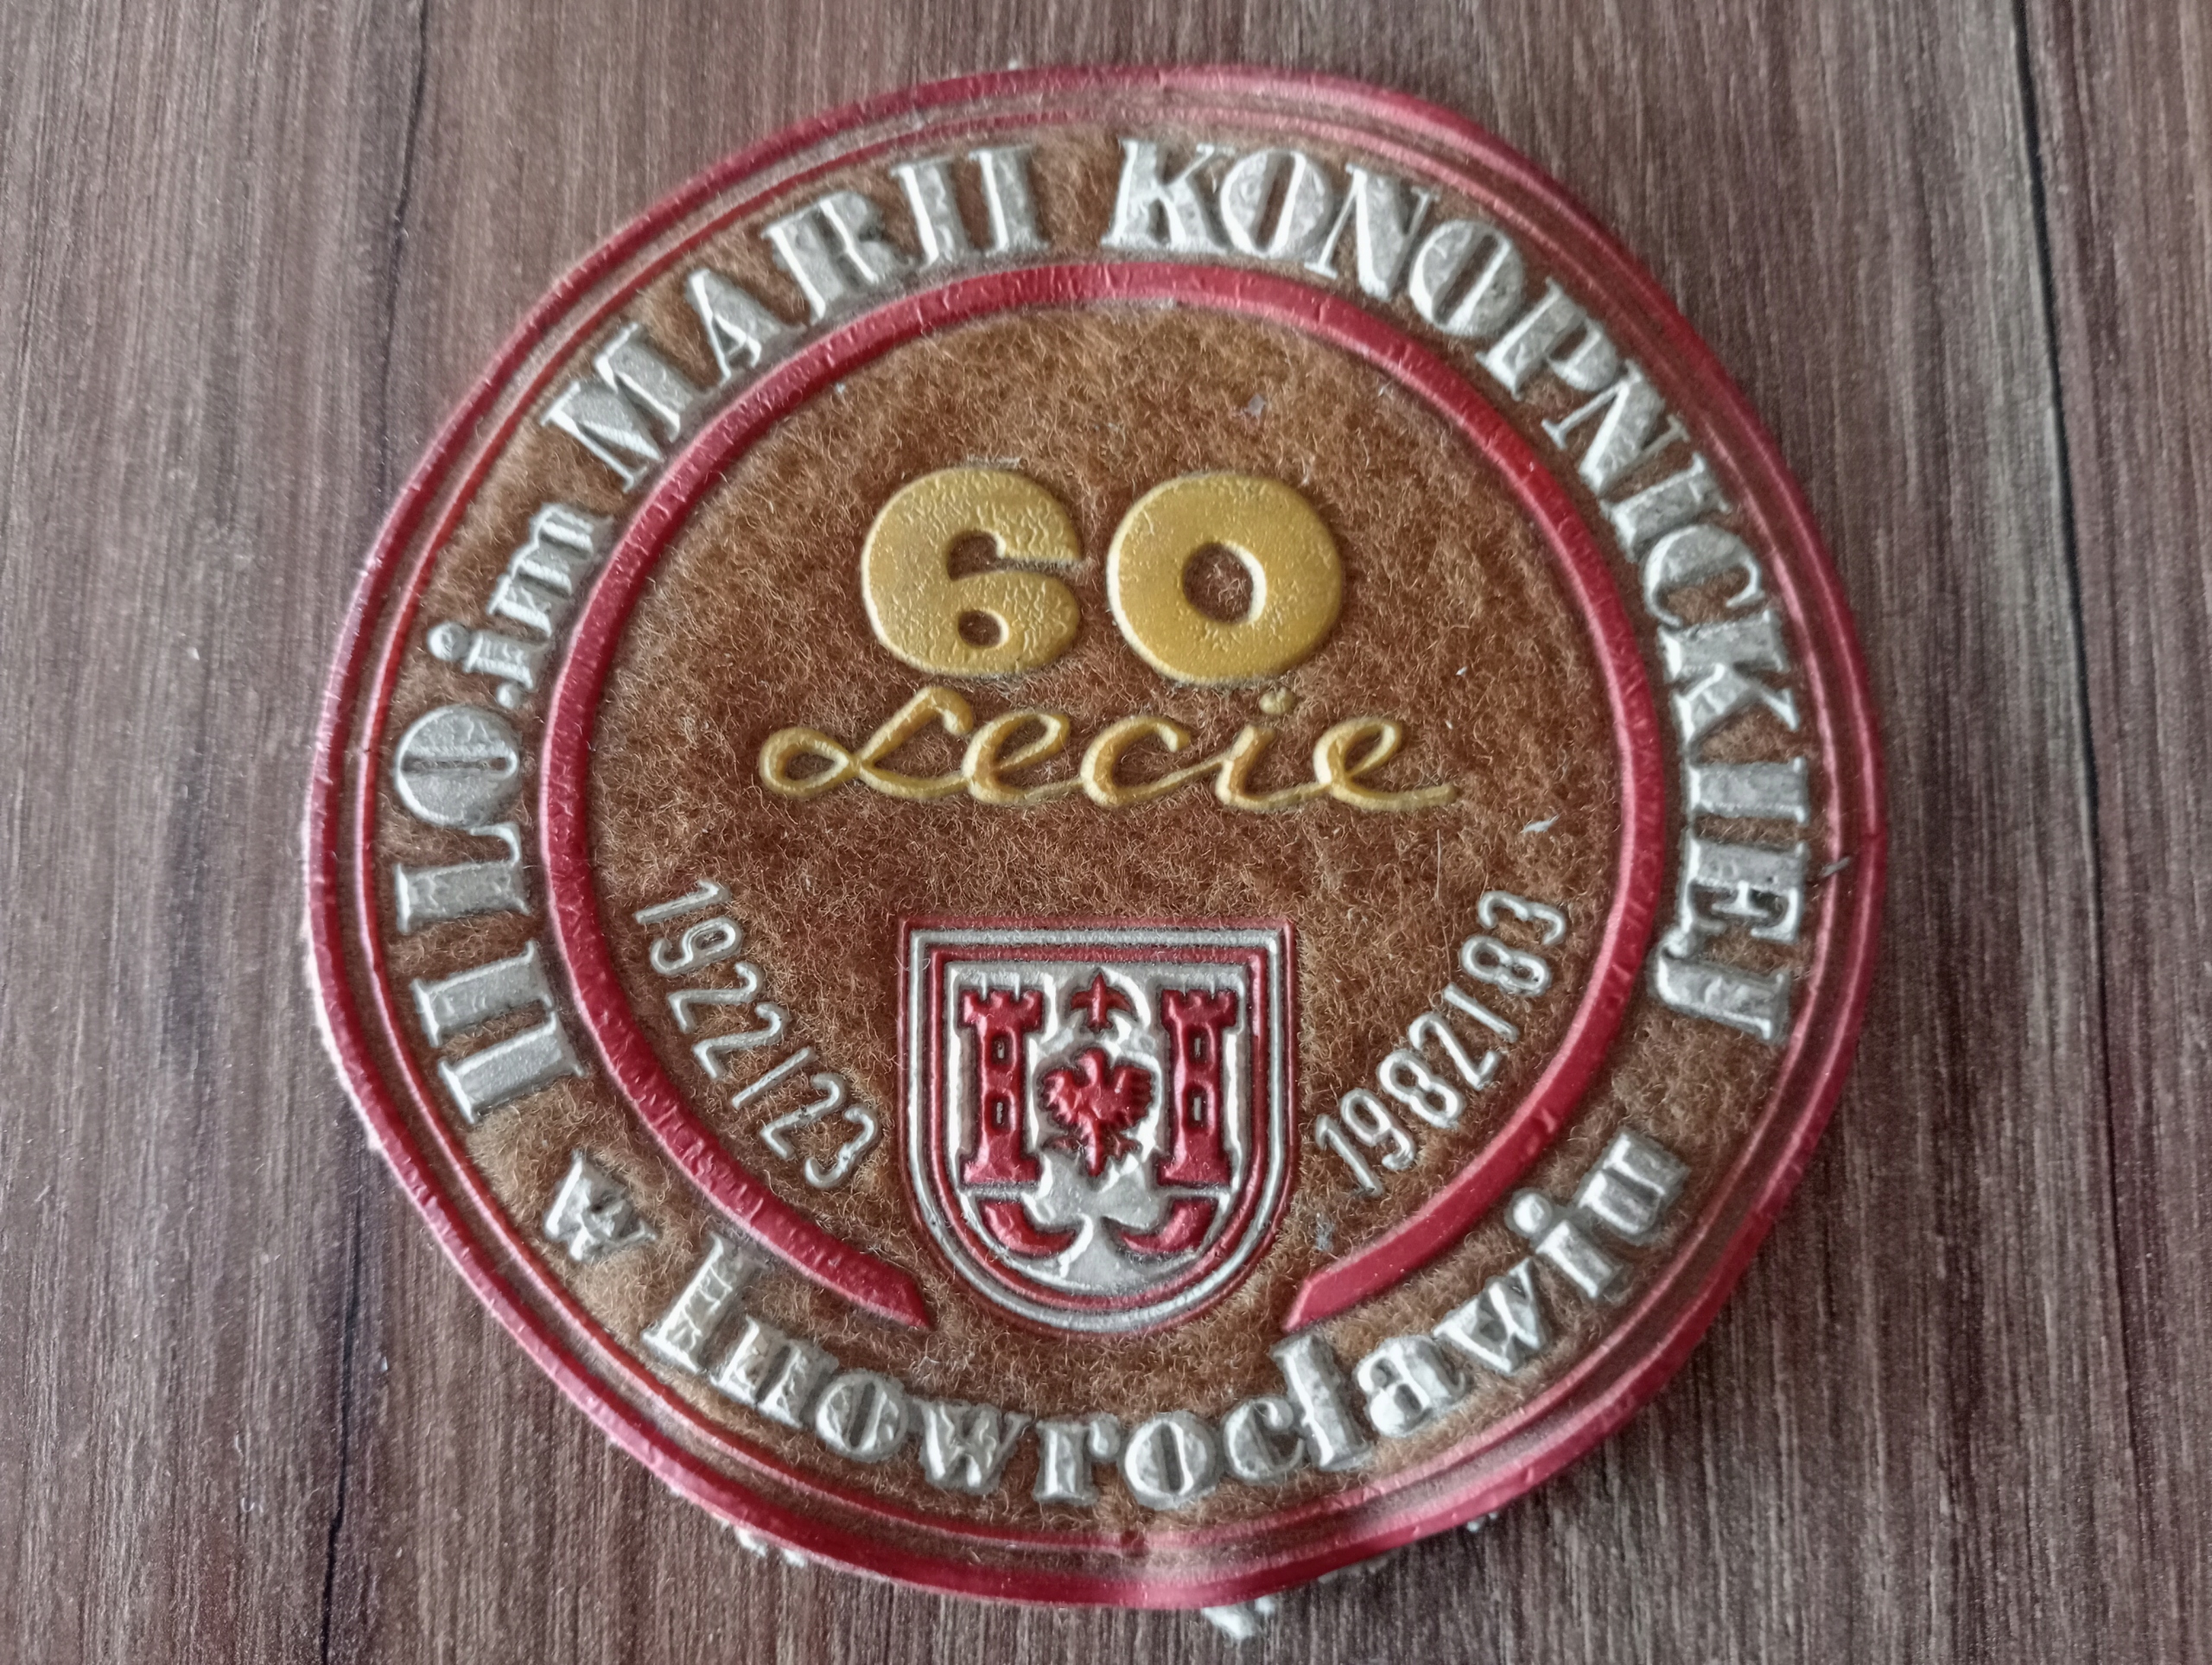 II LO.im MARII KONOPNICKIEJ
w Inowrocławiu
60
Lecie
1922/23
1982/83